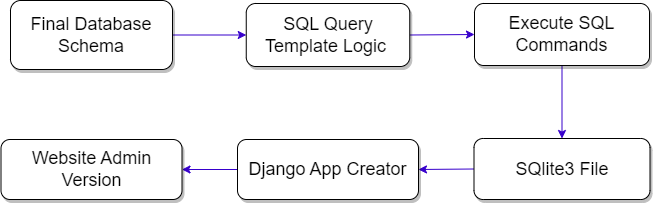 Final Database
Schema
SQL Query
Template Logic
Execute SQL
Commands
SQlite3 File
Django App Creator
Website Admin
Version